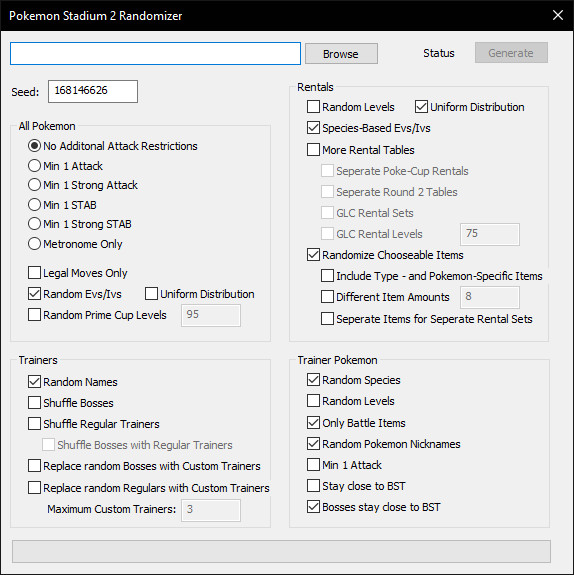 Pokemon Stadium 2 Randomizer
Browse
Status
Generate
Seed:
168146626
All Pokemon
No Additonal Attack Restrictions
Min 1 Attack
Min 1 Strong Attack
Min 1 STAB
Min 1 Strong STAB
Metronome Only
Legal Moves Only
Random Evs/Ivs
Uniform Distribution
Random Prime Cup Levels
95
Rentals
Random Levels
Uniform Distribution
Species-Based Evs/Ivs
More Rental Tables
Seperate Poke-Cup Rentals
Seperate Round 2 Tables
GLC Rental Sets
GLC Rental Levels
75
Randomize Chooseable Items
Include Type - and Pokemon-Specific Items
Different Item Amounts
8
Seperate Items for Seperate Rental Sets
Trainers
Random Names
Shuffle Bosses
Shuffle Regular Trainers
Shuffle Bosses with Regular Trainers
Replace random Bosses with Custom Trainers
Replace random Regulars with Custom Trainers
Maximum Custom Trainers:
3
Trainer Pokemon
Random Species
Random Levels
Only Battle Items
Random Pokemon Nicknames
Min 1 Attack
Stay close to BST
Bosses stay close to BST